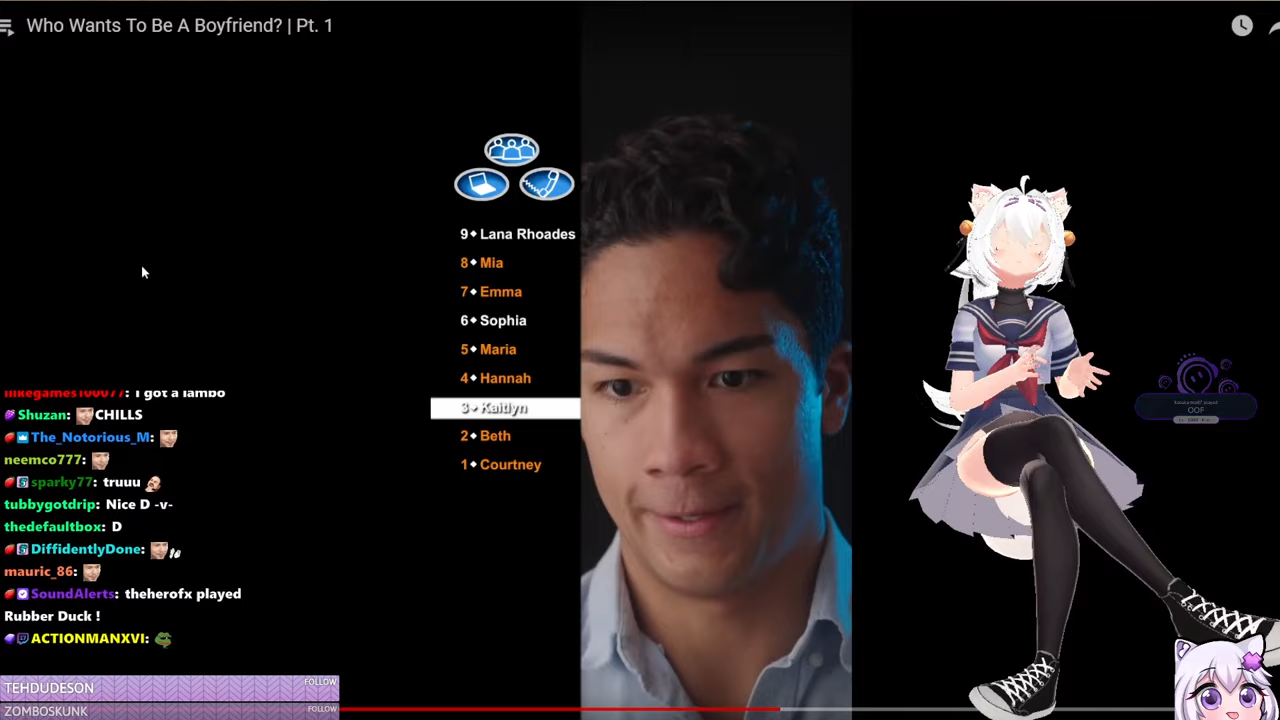 Who Wants To Be A Boyfriend? | Pt. 1
9 Lana Rhoades
8 Mia
7 Emma
6 Sophia
5 Maria
4 Hannah
3 Kaitlyn
2 Beth
1 Courtney
i got a lambo
Shuzan: CHILLS
The_Notorious_M:
neemco777:
sparky77: truuu
tubbygotdrip: Nice D -v-
thedefaultbox: D
DiffidentlyDone:
mauric_86:
SoundAlerts: theherofx played
Rubber Duck !
ACTIONMANXVI:
OOF
TEHDUDESON FOLLOW
ZOMBOSKUNK FOLLOW